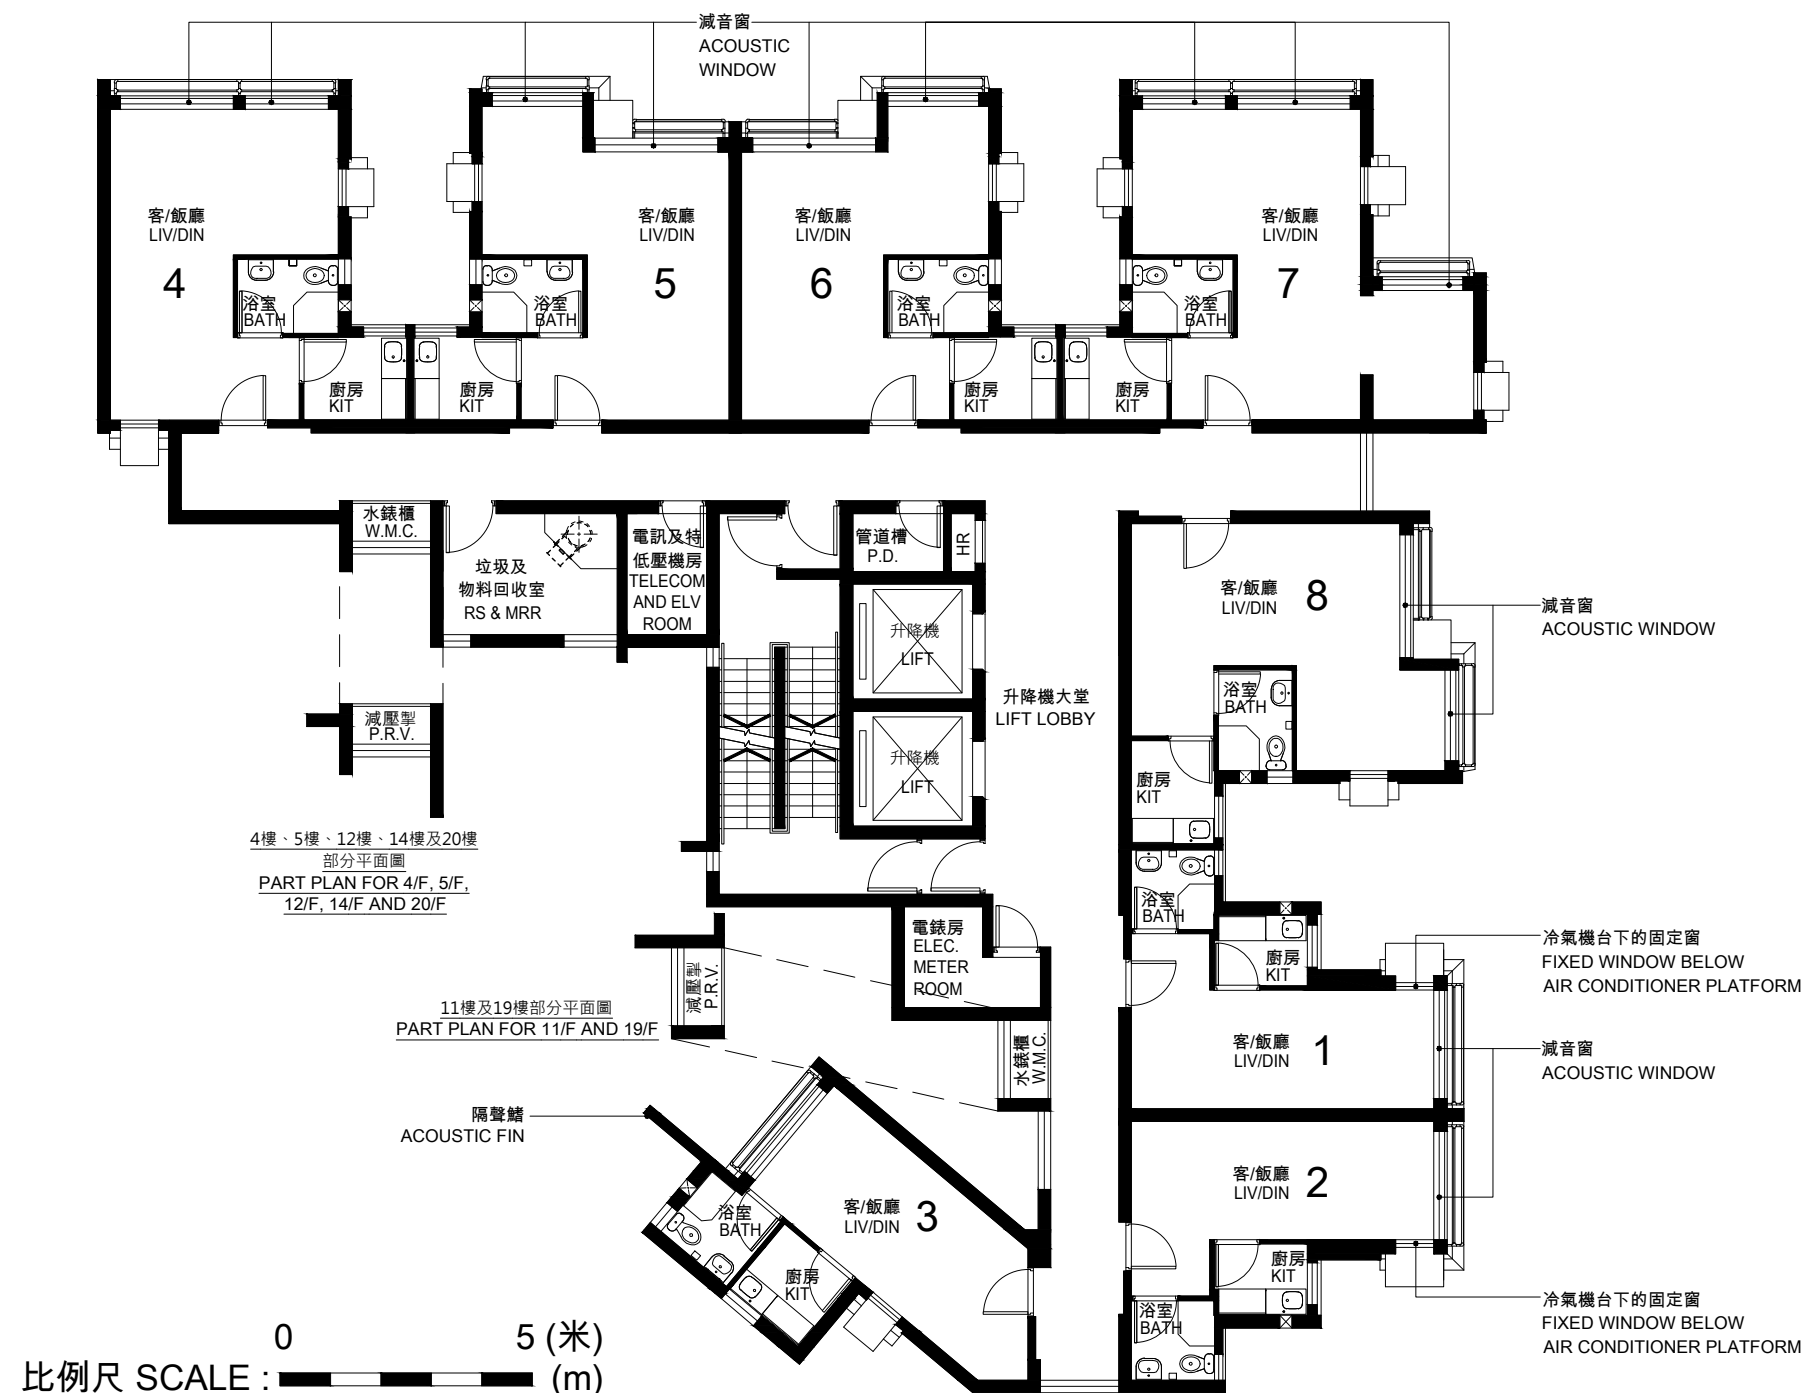 減音窗
ACOUSTIC
WINDOW
客/飯廳
LIV/DIN
4
浴室
BATH
廚房
KIT
客/飯廳
LIV/DIN
5
浴室
BATH
廚房
KIT
客/飯廳
LIV/DIN
6
浴室
BATH
廚房
KIT
客/飯廳
LIV/DIN
7
浴室
BATH
廚房
KIT
水錶櫃
W.M.C.
垃圾及
物料回收室
RS & MRR
電訊及特
低壓機房
TELECOM
AND ELV
ROOM
管道槽
P.D.
HR
升降機
LIFT
升降機
LIFT
升降機大堂
LIFT LOBBY
減壓掣
P.R.V.
4樓、5樓、12樓、14樓及20樓
部分平面圖
PART PLAN FOR 4/F, 5/F,
12/F, 14/F AND 20/F
客/飯廳
LIV/DIN
8
減音窗
ACOUSTIC WINDOW
浴室
BATH
廚房
KIT
浴室
BATH
廚房
KIT
冷氣機台下的固定窗
FIXED WINDOW BELOW
AIR CONDITIONER PLATFORM
電錶房
ELEC.
METER
ROOM
減壓掣
P.R.V.
11樓及19樓部分平面圖
PART PLAN FOR 11/F AND 19/F
水錶櫃
W.M.C.
客/飯廳
LIV/DIN
1
減音窗
ACOUSTIC WINDOW
隔聲鰭
ACOUSTIC FIN
客/飯廳
LIV/DIN
2
客/飯廳
LIV/DIN
3
浴室
BATH
廚房
KIT
廚房
KIT
浴室
BATH
冷氣機台下的固定窗
FIXED WINDOW BELOW
AIR CONDITIONER PLATFORM
0 5 (米)
比例尺 SCALE : (m)